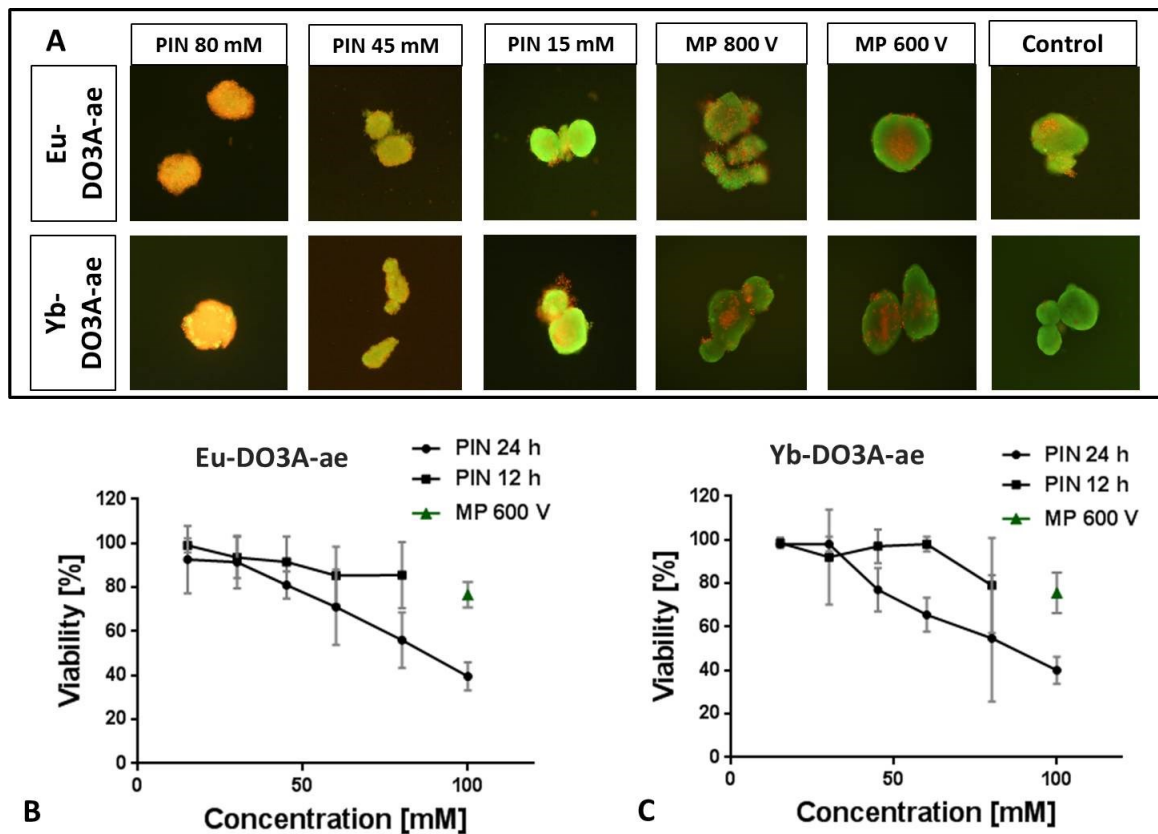 A
PIN 80 mM
PIN 45 mM
PIN 15 mM
MP 800 V
MP 600 V
Control
Eu-
DO3A-ae
Yb-
DO3A-ae
Eu-DO3A-ae
PIN 24 h
PIN 12 h
MP 600 V
120
100
80
60
40
20
0
Viability [%]
0
50
100
Concentration [mM]
B
Yb-DO3A-ae
PIN 24 h
PIN 12 h
MP 600 V
120
100
80
60
40
20
0
Viability [%]
0
50
100
Concentration [mM]
C